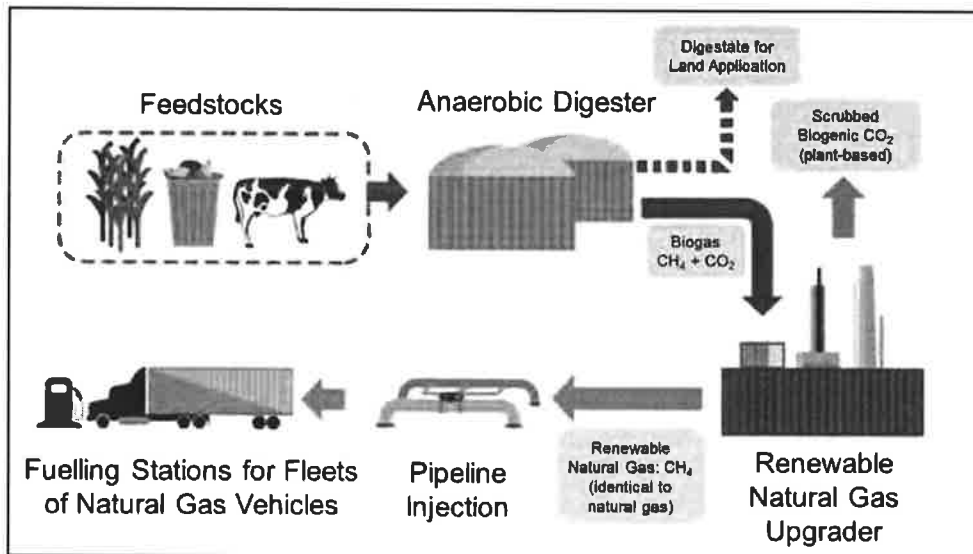 Feedstocks
Anaerobic Digester
Digestate for
Land Application
Scrubbed
Biogenic CO₂
(plant-based)
Biogas
CH₄ + CO₂
Fuelling Stations for Fleets
of Natural Gas Vehicles
Pipeline
Injection
Renewable
Natural Gas: CH₄
(identical to
natural gas)
Renewable
Natural Gas
Upgrader